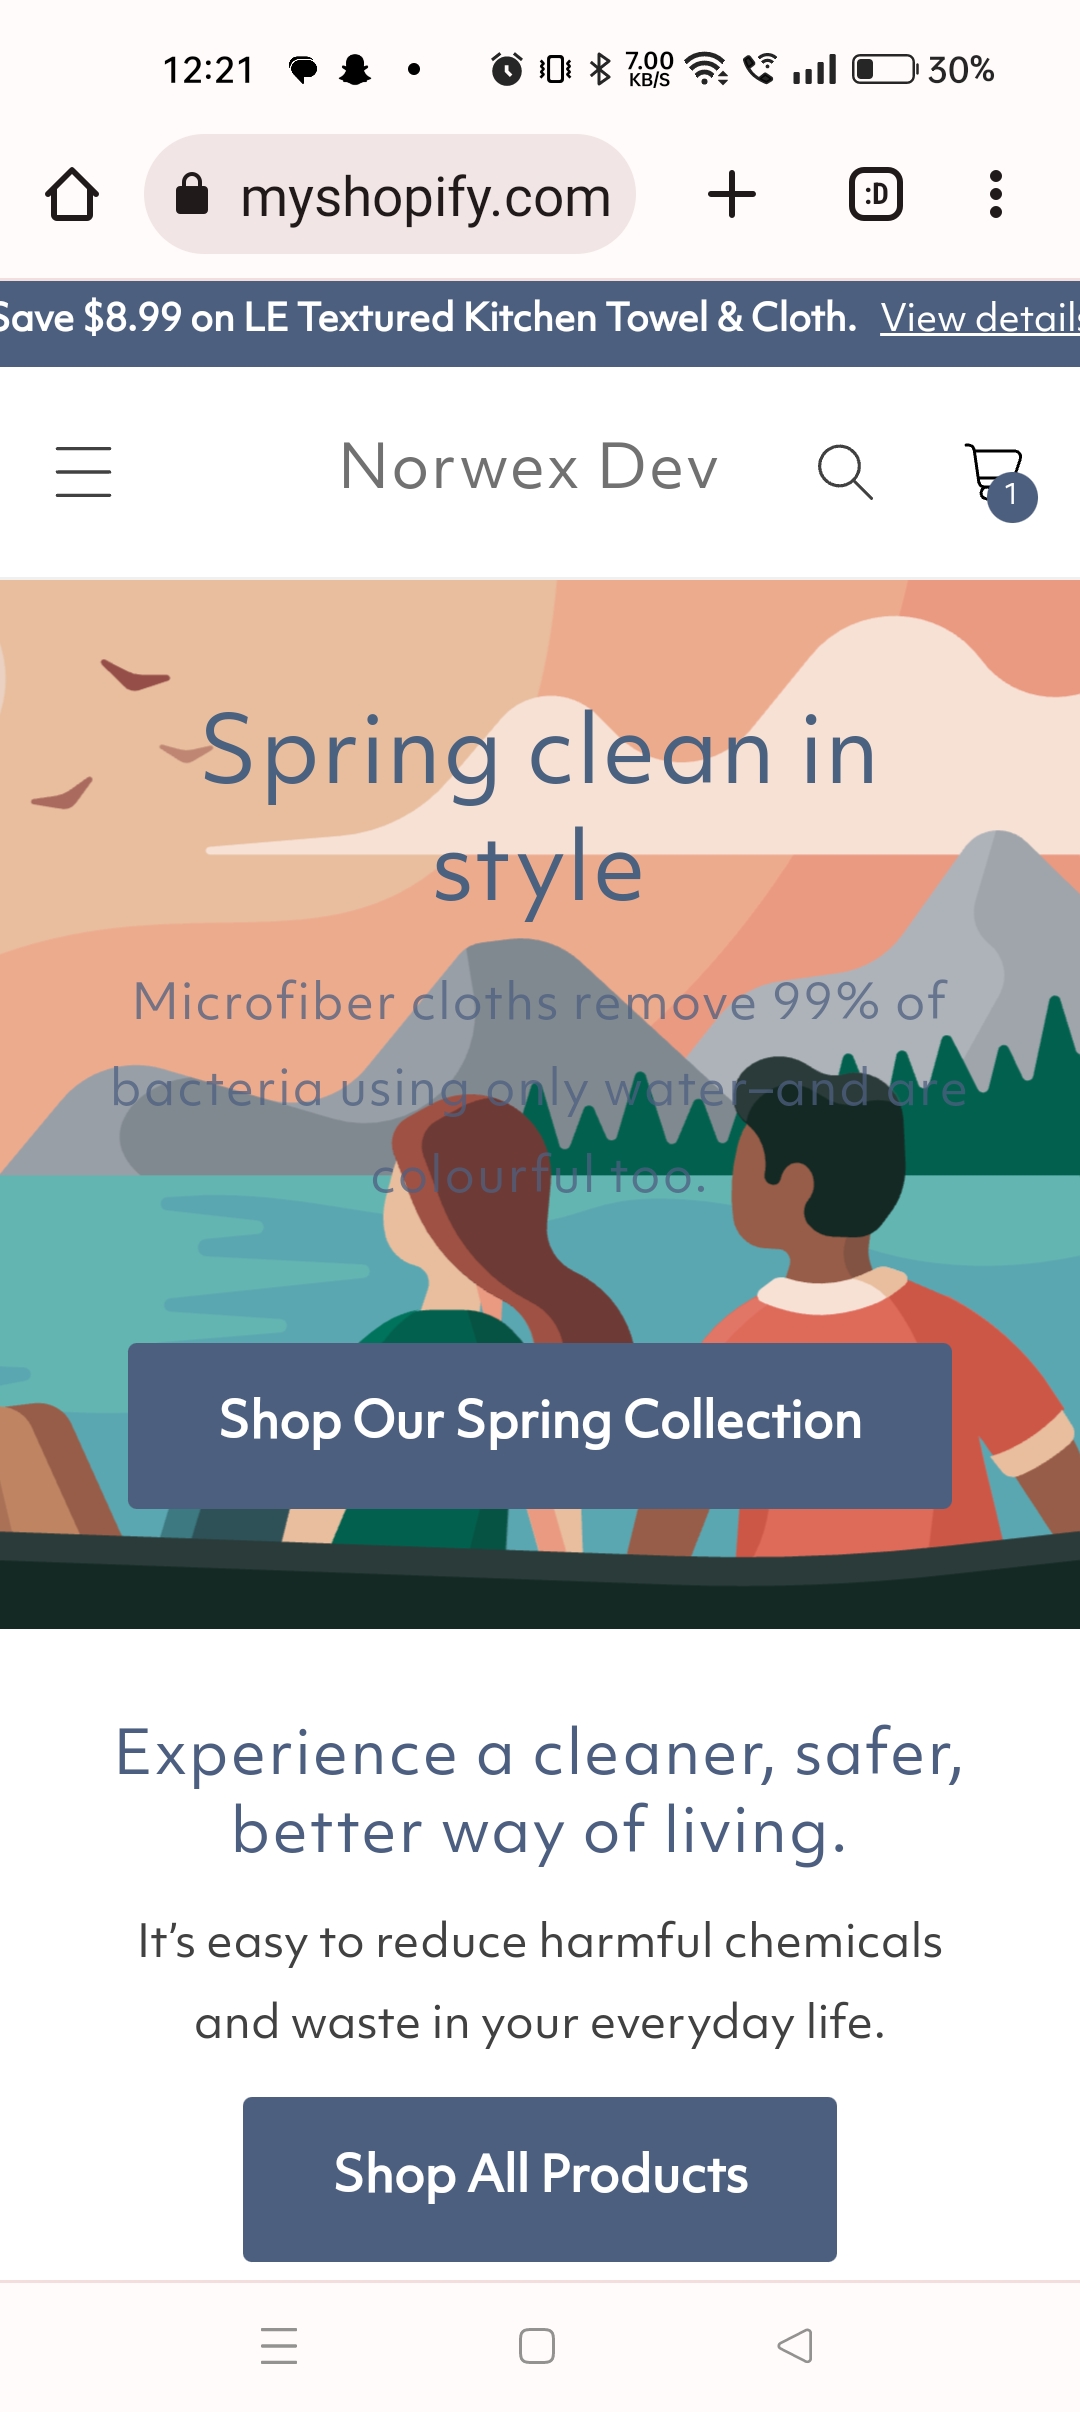 12:21 7.00 KB/S 30%
myshopify.com :D
Save $8.99 on LE Textured Kitchen Towel & Cloth. View details
Norwex Dev 1
Spring clean in
style
Microfiber cloths remove 99% of
bacteria using only water–and are
colourful too.
Shop Our Spring Collection
Experience a cleaner, safer,
better way of living.
It’s easy to reduce harmful chemicals
and waste in your everyday life.
Shop All Products